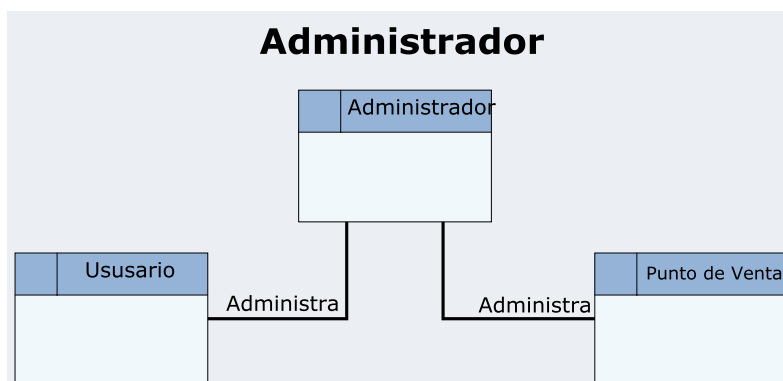 Administrador
Administrador
Ususario
Punto de Venta
Administra
Administra